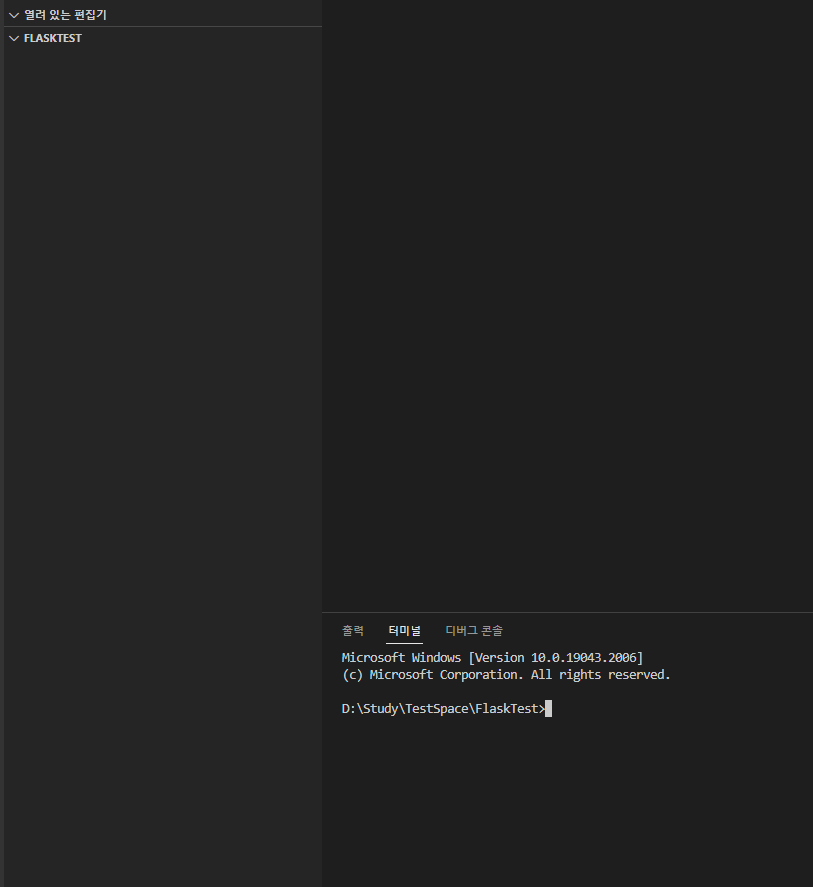 열려 있는 편집기
FLASKTEST
출력 터미널 디버그 콘솔
Microsoft Windows [Version 10.0.19043.2006]
(c) Microsoft Corporation. All rights reserved.
D:\Study\TestSpace\FlaskTest>